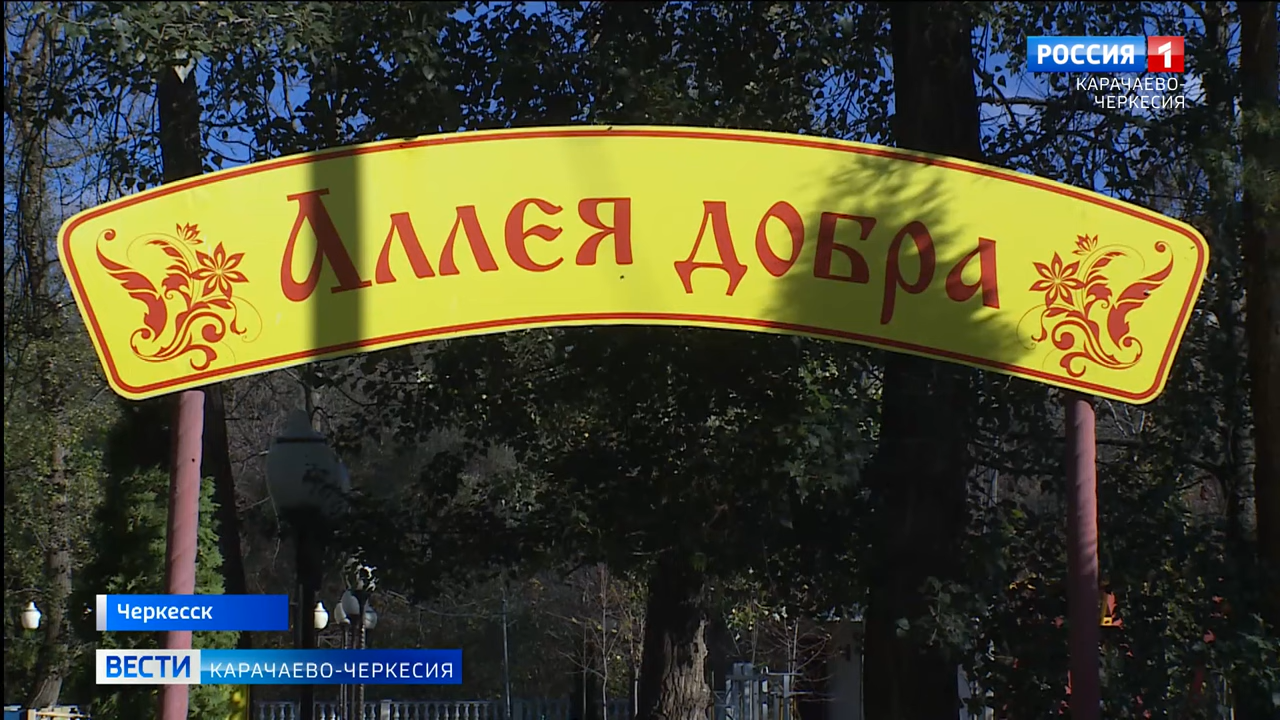 РОССИЯ 1
КАРАЧАЕВО-
ЧЕРКЕСИЯ
Аллея добра
Черкесск
ВЕСТИ КАРАЧАЕВО-ЧЕРКЕСИЯ